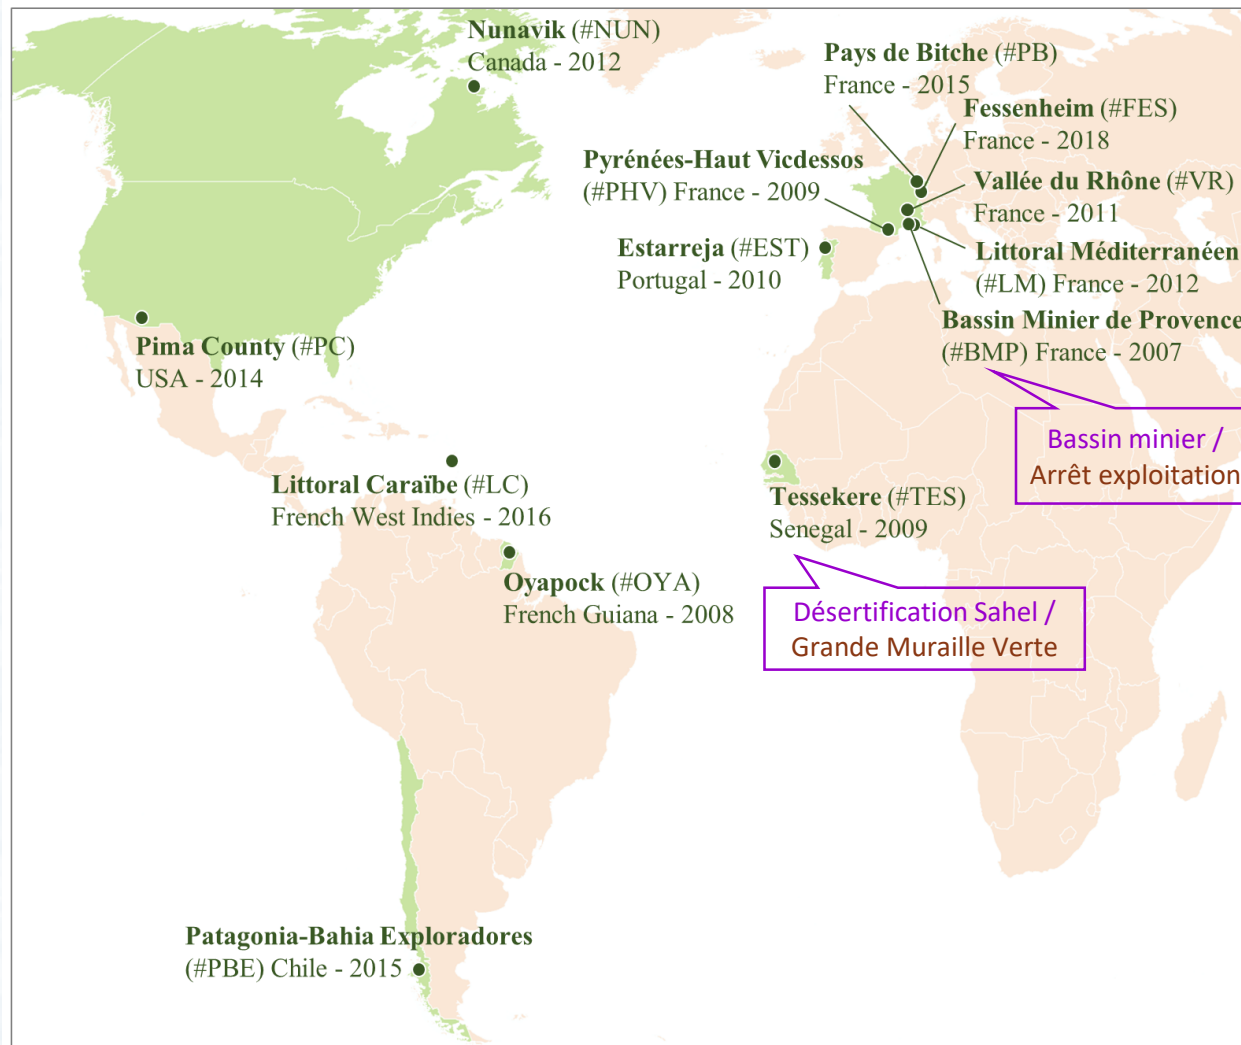 Nunavik (#NUN)
Canada - 2012
Pays de Bitche (#PB)
France - 2015
Fessenheim (#FES)
France - 2018
Pyrénées-Haut Vicdessos
(#PHV) France - 2009
Vallée du Rhône (#VR)
France - 2011
Estarreja (#EST)
Portugal - 2010
Littoral Méditerranéen
(#LM) France - 2012
Bassin Minier de Provence
(#BMP) France - 2007
Pima County (#PC)
USA - 2014
Bassin minier /
Arrêt exploitation
Littoral Caraïbe (#LC)
French West Indies - 2016
Tessekere (#TES)
Senegal - 2009
Oyapock (#OYA)
French Guiana - 2008
Désertification Sahel /
Grande Muraille Verte
Patagonia-Bahia Exploradores
(#PBE) Chile - 2015